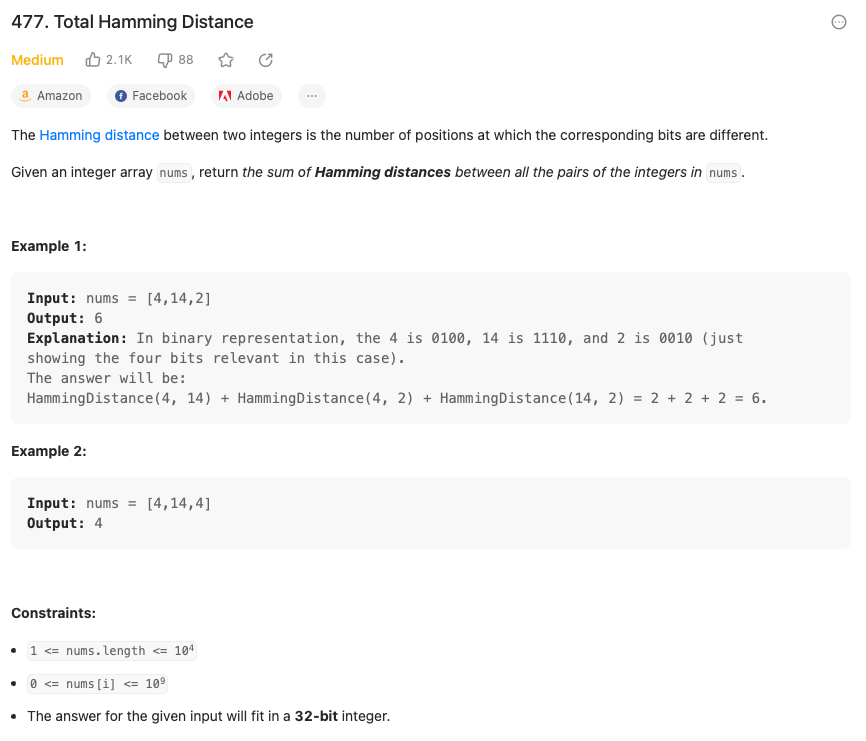 477. Total Hamming Distance
Medium 2.1K 88
Amazon Facebook Adobe ...
The Hamming distance between two integers is the number of positions at which the corresponding bits are different.
Given an integer array nums, return the sum of Hamming distances between all the pairs of the integers in nums.
Example 1:
Input: nums = [4,14,2]
Output: 6
Explanation: In binary representation, the 4 is 0100, 14 is 1110, and 2 is 0010 (just
showing the four bits relevant in this case).
The answer will be:
HammingDistance(4, 14) + HammingDistance(4, 2) + HammingDistance(14, 2) = 2 + 2 + 2 = 6.
Example 2:
Input: nums = [4,14,4]
Output: 4
Constraints:
• 1 <= nums.length <= 10⁴
• 0 <= nums[i] <= 10⁹
• The answer for the given input will fit in a 32-bit integer.